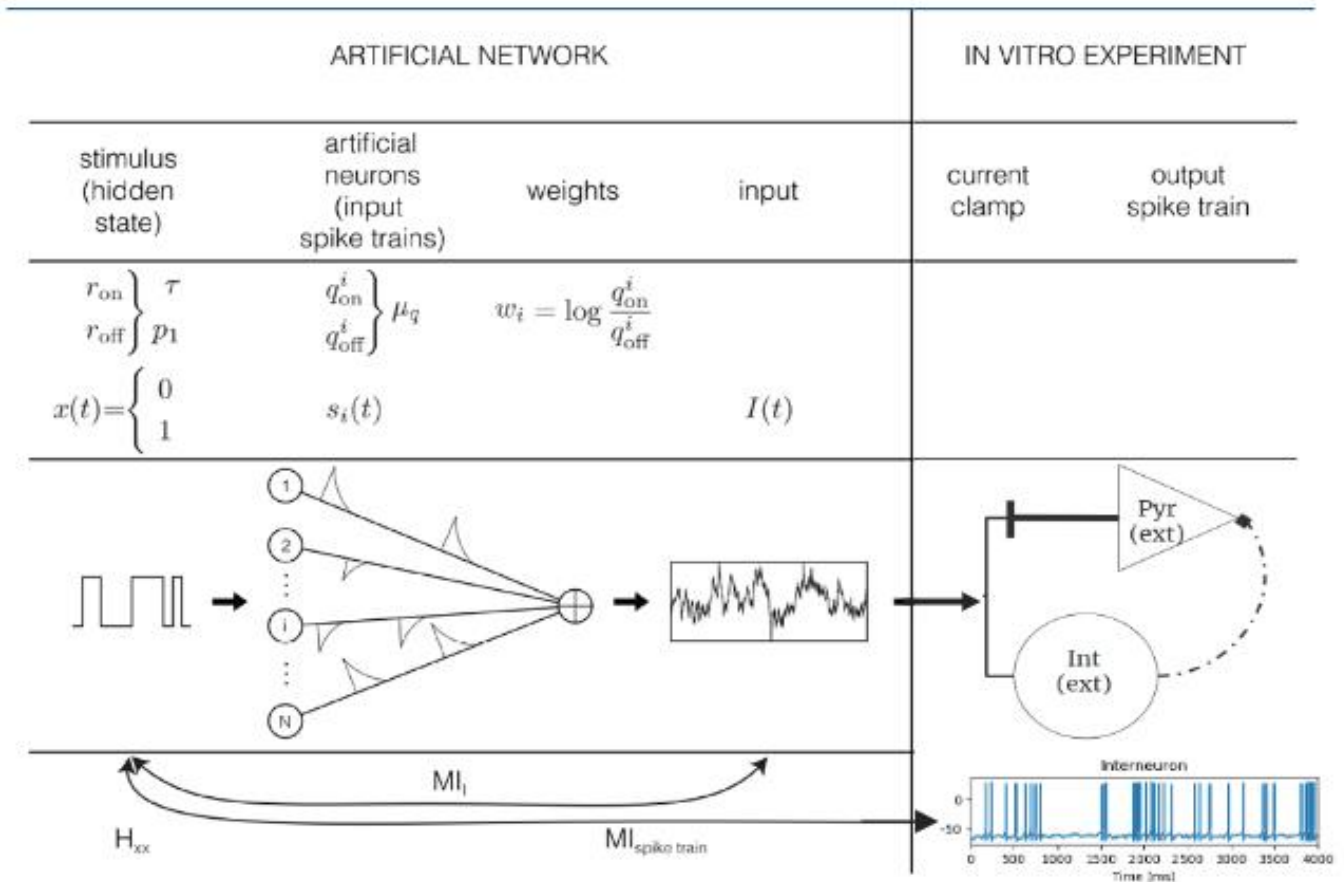 ARTIFICIAL NETWORK
IN VITRO EXPERIMENT
stimulus
(hidden
state)
artificial
neurons
(input
spike trains)
weights
input
current
clamp
output
spike train
r_on } τ
r_off } p_1
q^i_on } μ_q
q^i_off
w_i = log q^i_on / q^i_off
x(t)={ 0
1
s_i(t)
I(t)
1
2
i
N
Pyr
(ext)
Int
(ext)
MI_I
H_xx
MI_spike train
Interneuron
0
-50
0 500 1000 1500 2000 2500 3000 3500 4000
Time [ms]